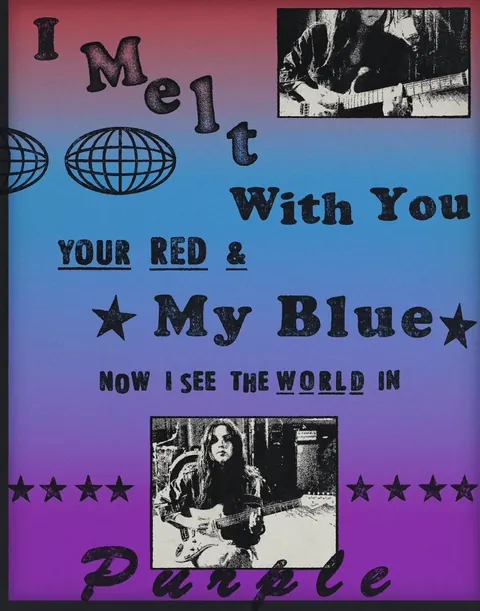 I Melt
With You
YOUR RED &
My Blue
NOW I SEE THE WORLD IN
Purple